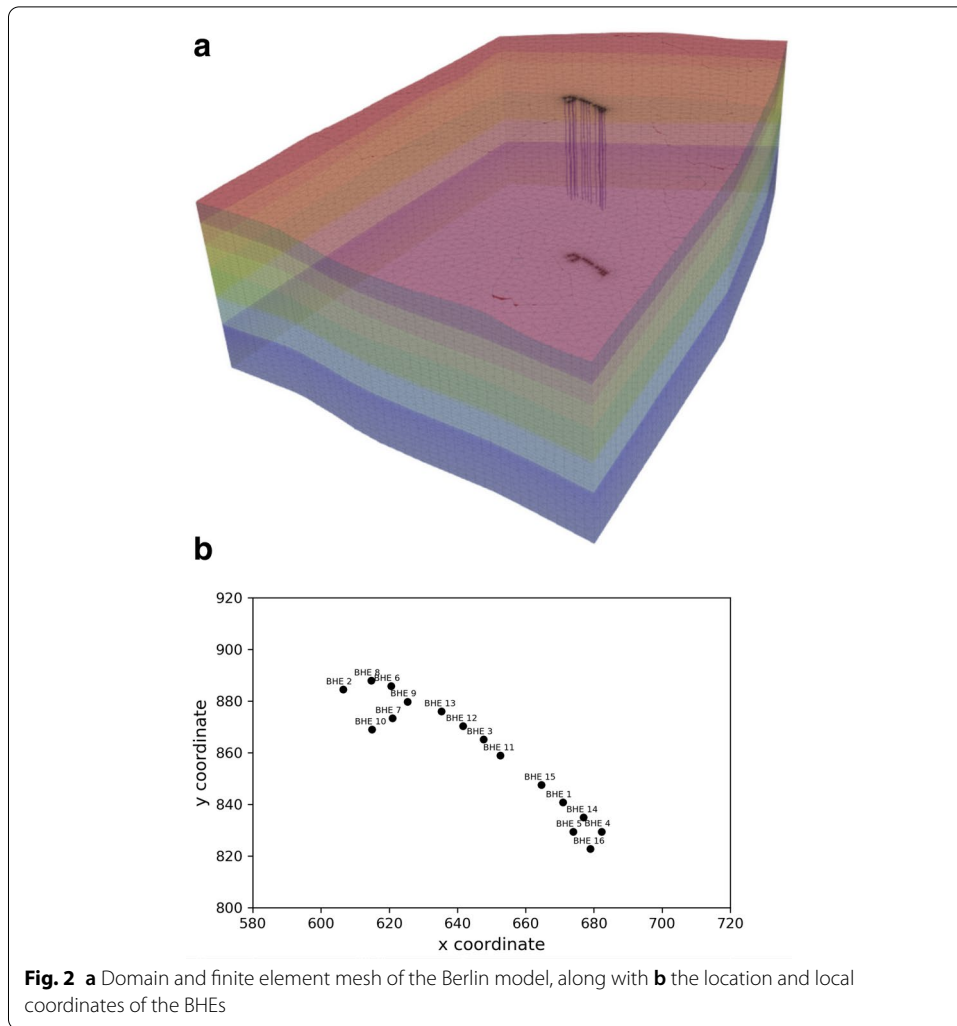 a
b
920
900
880
860
840
820
800
y coordinate
BHE 8
BHE 2
BHE 6
BHE 9
BHE 7
BHE 13
BHE 10
BHE 12
BHE 3
BHE 11
BHE 15
BHE 1
BHE 14
BHE 5
BHE 4
BHE 16
580 600 620 640 660 680 700 720
x coordinate
Fig. 2 a Domain and finite element mesh of the Berlin model, along with b the location and local
coordinates of the BHEs